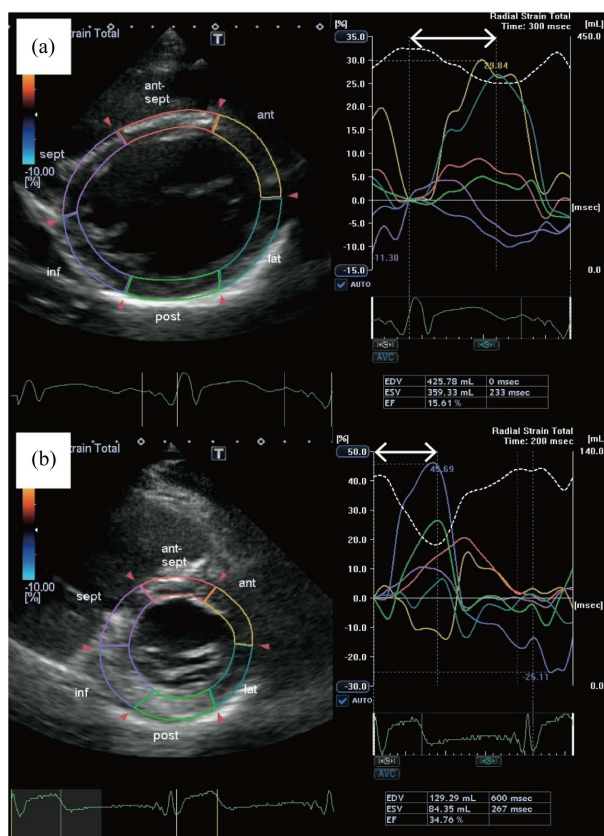 (a)
strain Total
T
ant-
sept
ant
sept
-10.00
[%]
inf
lat
post
Radial Strain Total
Time: 300 msec
[%]
[mL]
35.0
450.0
30.0
29.84
25.0
20.0
15.0
10.0
5.0
0.0
[msec]
-5.0
-10.0
-11.30
-15.0
0.0
AUTO
AVC
EDV 425.78 mL 0 msec
ESV 359.33 mL 233 msec
EF 15.61 %
(b)
strain Total
T
ant-
sept
ant
sept
-10.00
[%]
inf
lat
post
Radial Strain Total
Time: 200 msec
[%]
[mL]
50.0
140.0
45.69
40.0
30.0
20.0
10.0
0.0
[msec]
-10.0
-20.0
-25.11
-30.0
0.0
AUTO
AVC
EDV 129.29 mL 600 msec
ESV 84.35 mL 267 msec
EF 34.76 %